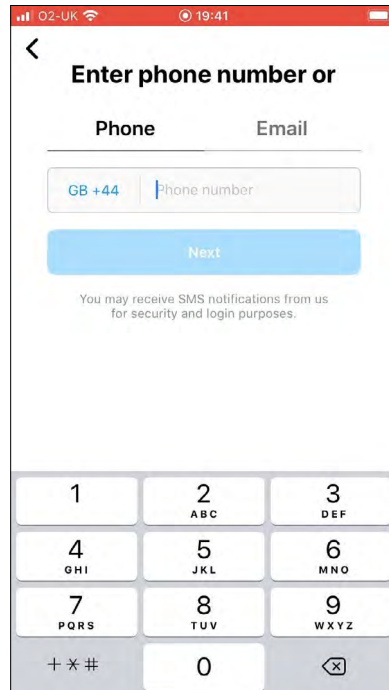 O2-UK 19:41
Enter phone number or
Phone Email
GB +44 Phone number
Next
You may receive SMS notifications from us
for security and login purposes.
1 2 3
ABC DEF
4 5 6
GHI JKL MNO
7 8 9
PQRS TUV WXYZ
+*# 0